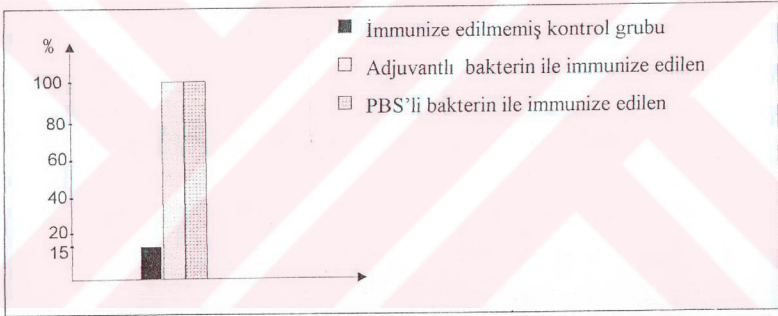 %
100
80
60
40
20
15
İmmunize edilmemiş kontrol grubu
Adjuvantlı bakterin ile immunize edilen
PBS'li bakterin ile immunize edilen